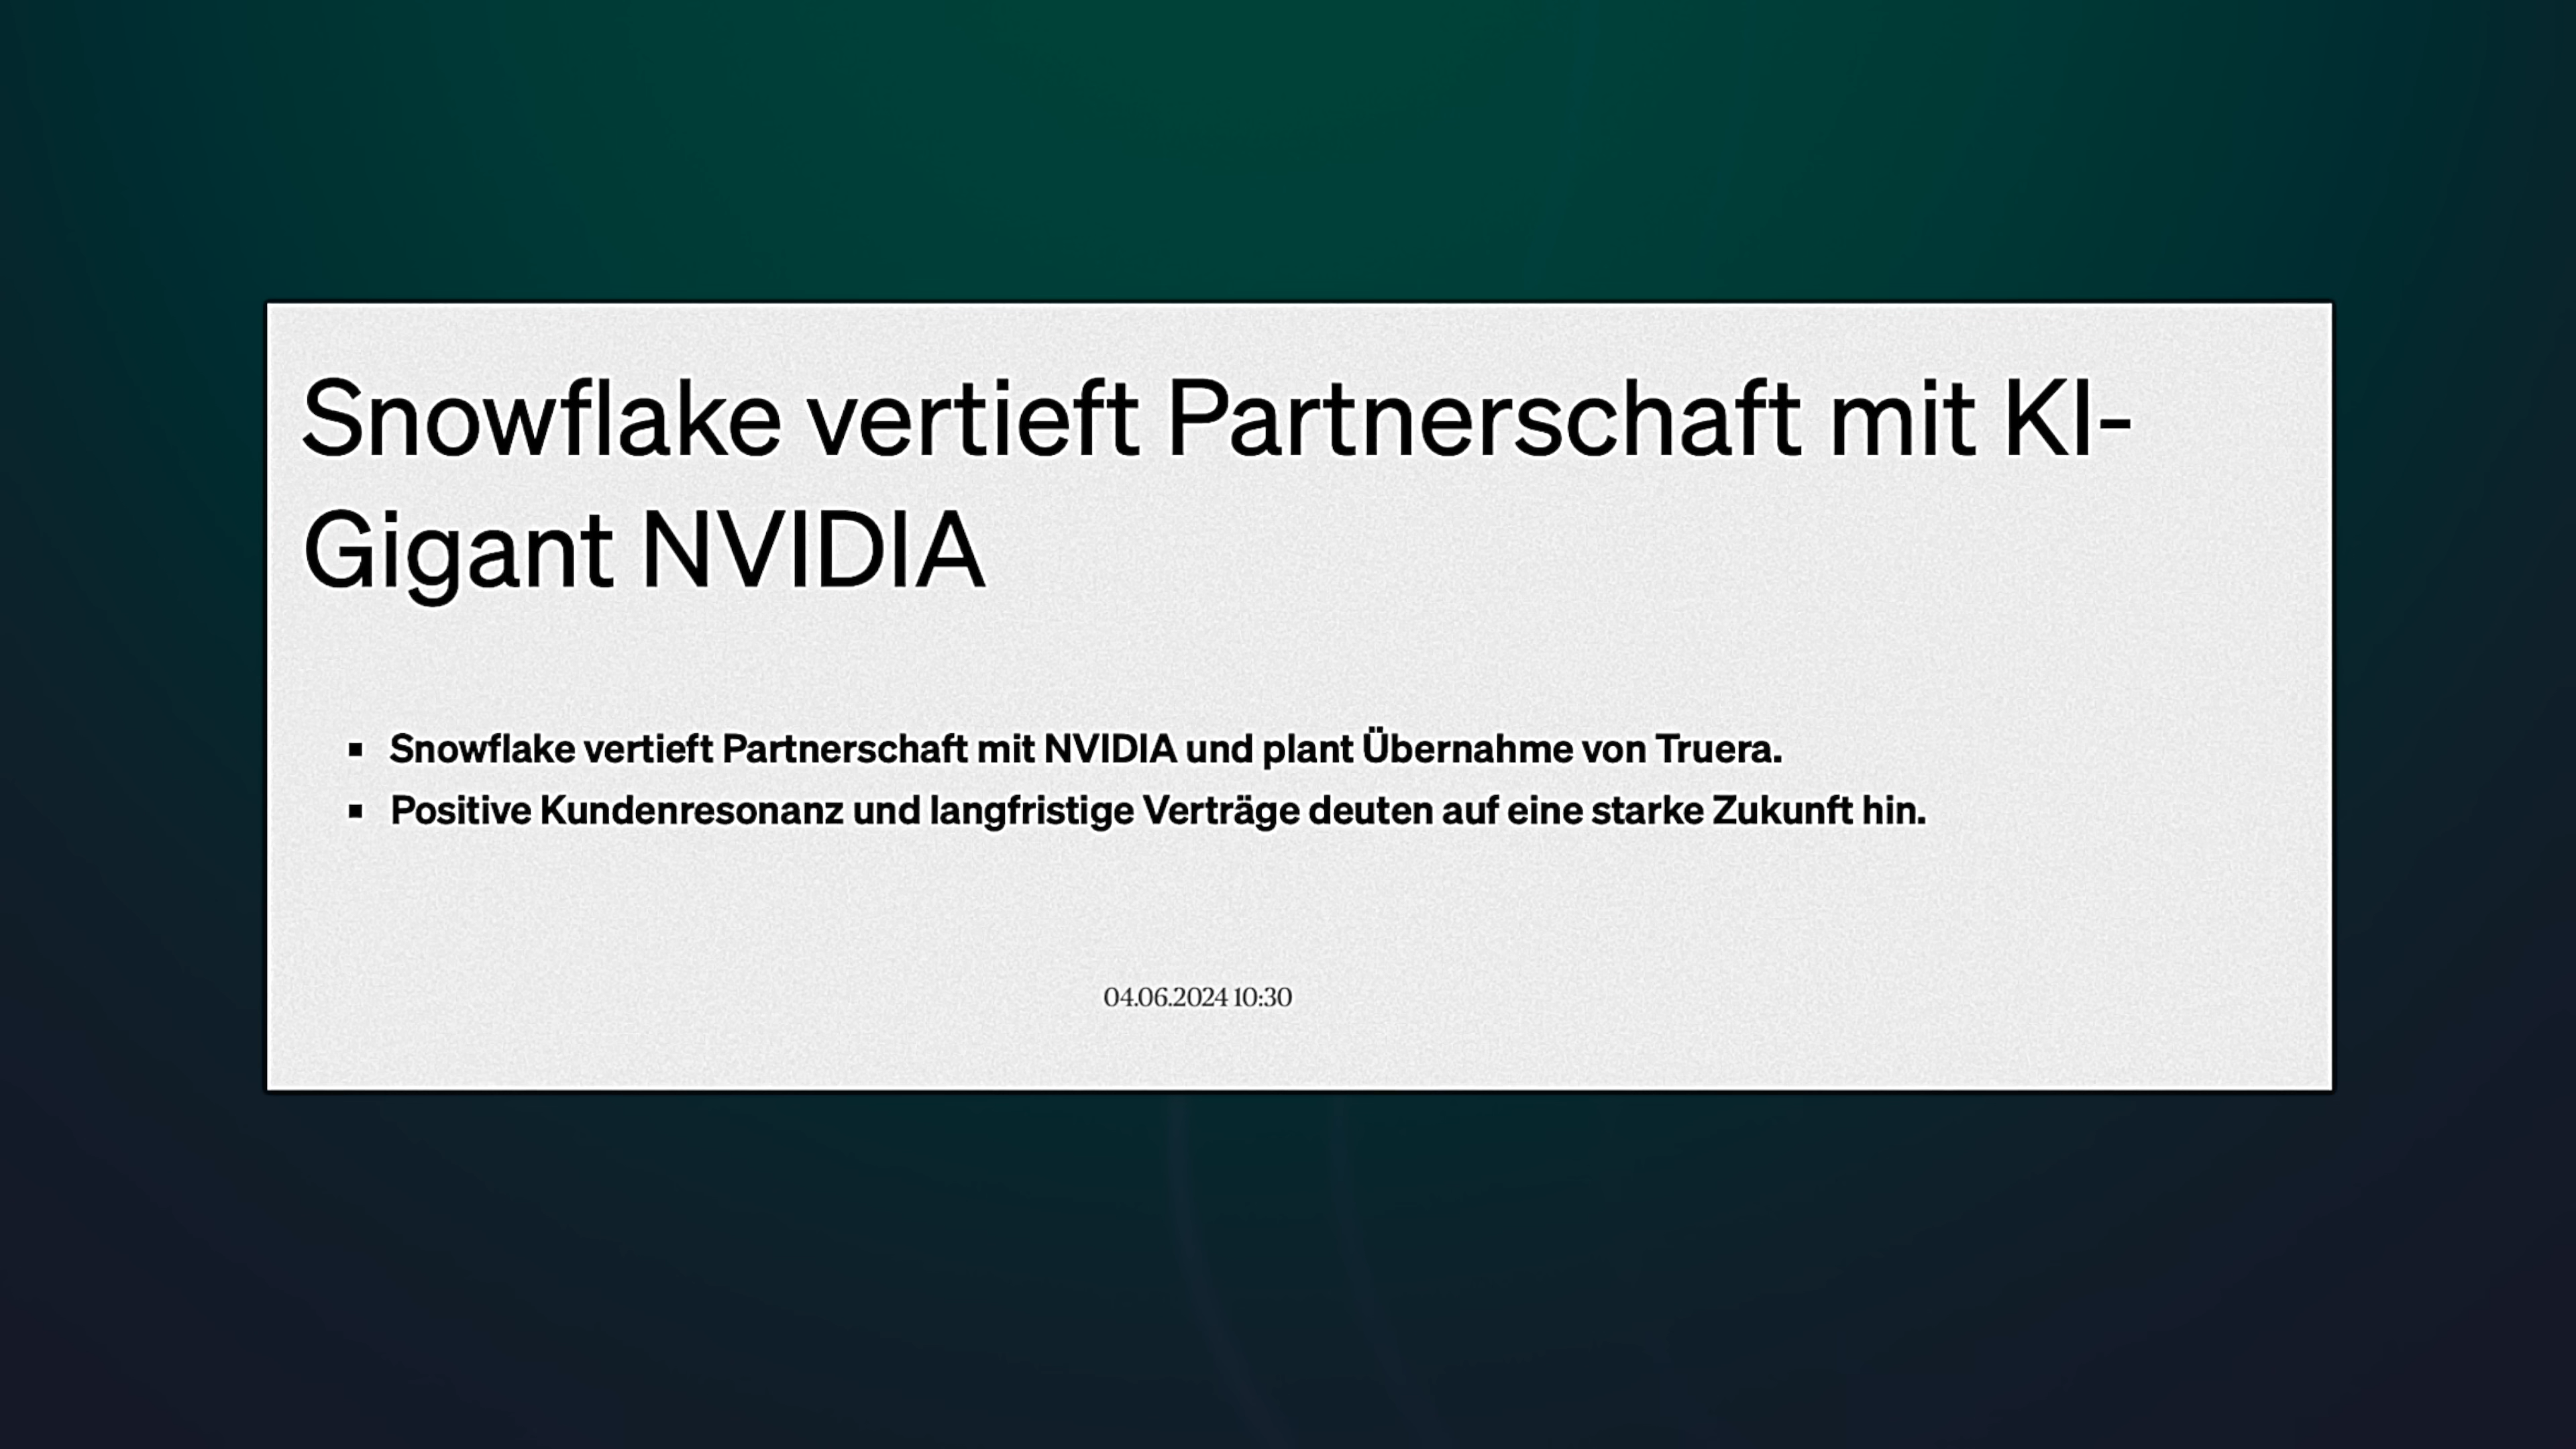 Snowflake vertieft Partnerschaft mit KI-
Gigant NVIDIA
▪ Snowflake vertieft Partnerschaft mit NVIDIA und plant Übernahme von Truera.
▪ Positive Kundenresonanz und langfristige Verträge deuten auf eine starke Zukunft hin.
04.06.2024 10:30